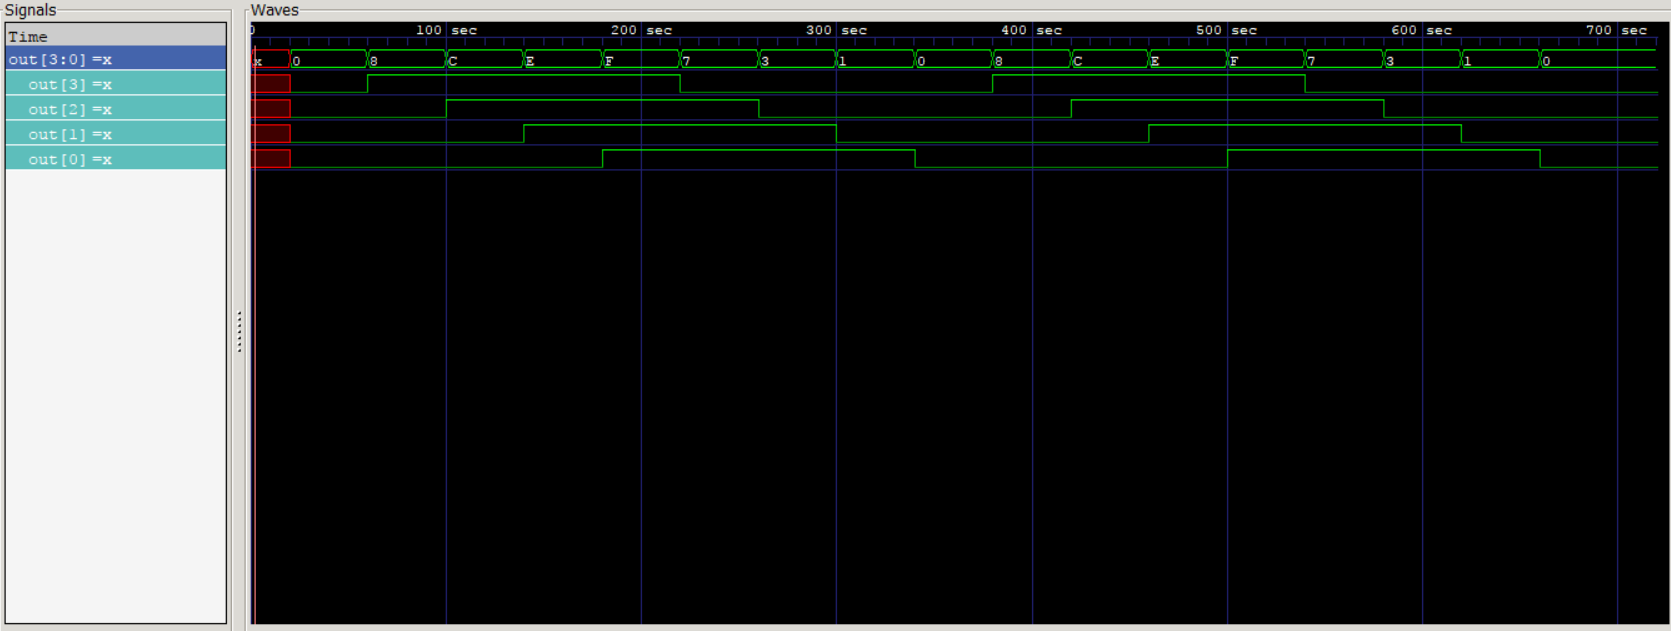 Signals
Waves
Time
0 100 sec 200 sec 300 sec 400 sec 500 sec 600 sec 700 sec
out[3:0] =x
x 0 8 C E F 7 3 1 0 8 C E F 7 3 1 0
out[3] =x
out[2] =x
out[1] =x
out[0] =x